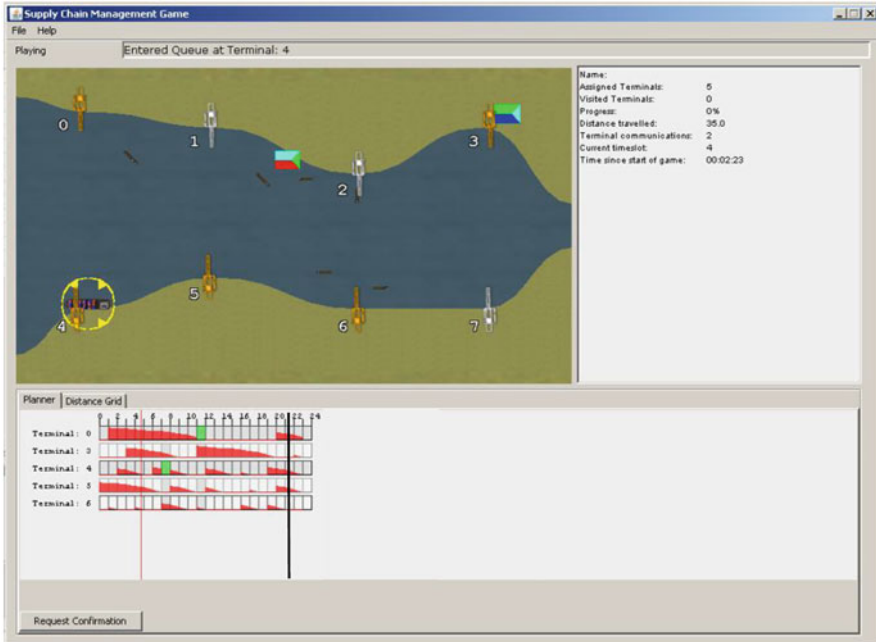 Supply Chain Management Game
File Help
Playing
Entered Queue at Terminal: 4
Name:
Assigned Terminals: 5
Visited Terminals: 0
Progress: 0%
Distance travelled: 35.0
Terminal communications: 2
Current timeslot: 4
Time since start of game: 00:02:23
0
1
2
3
4
5
6
7
Planner Distance Grid
0 2 4 6 8 10 12 14 16 18 20 22 24
Terminal: 0
Terminal: 3
Terminal: 4
Terminal: 5
Terminal: 6
Request Confirmation